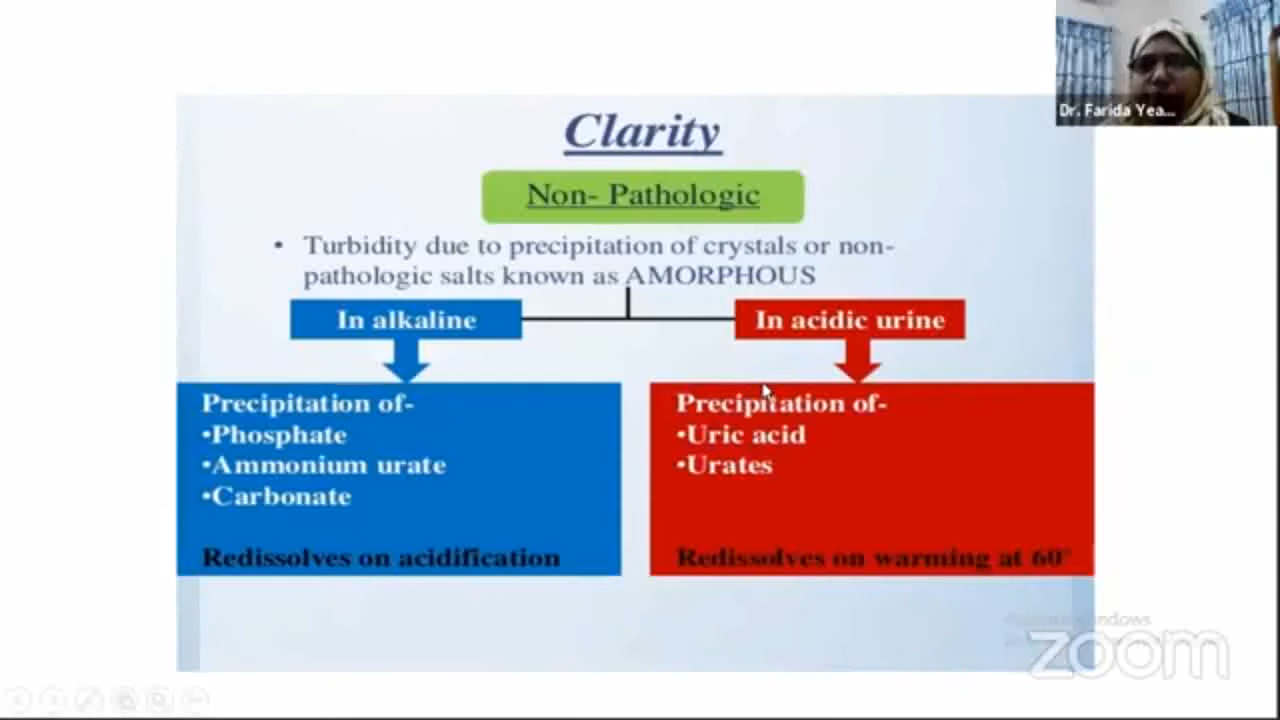 Dr. Farida Yea...
Clarity
Non- Pathologic
• Turbidity due to precipitation of crystals or non-
pathologic salts known as AMORPHOUS
In alkaline
In acidic urine
Precipitation of-
•Phosphate
•Ammonium urate
•Carbonate
Redissolves on acidification
Precipitation of-
•Uric acid
•Urates
Redissolves on warming at 60°
zoom